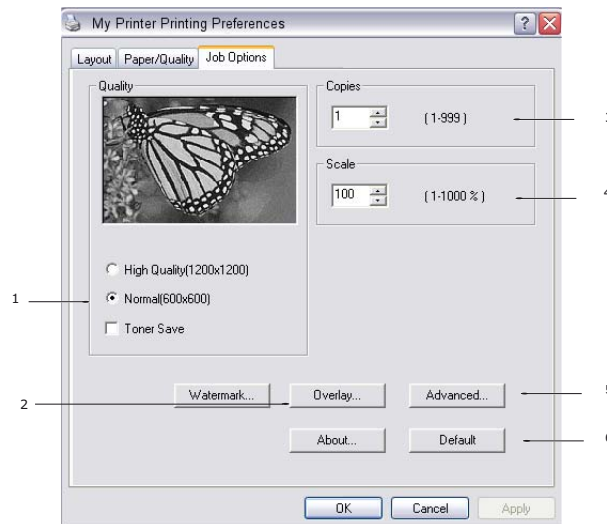 My Printer Printing Preferences
Layout Paper/Quality Job Options
Quality
Copies
1 (1-999)
Scale
4
100 (1-1000 %)
High Quality(1200x1200)
1
Normal(600x600)
Toner Save
Watermark... Overlay... Advanced...
2
About... Default
OK Cancel Apply